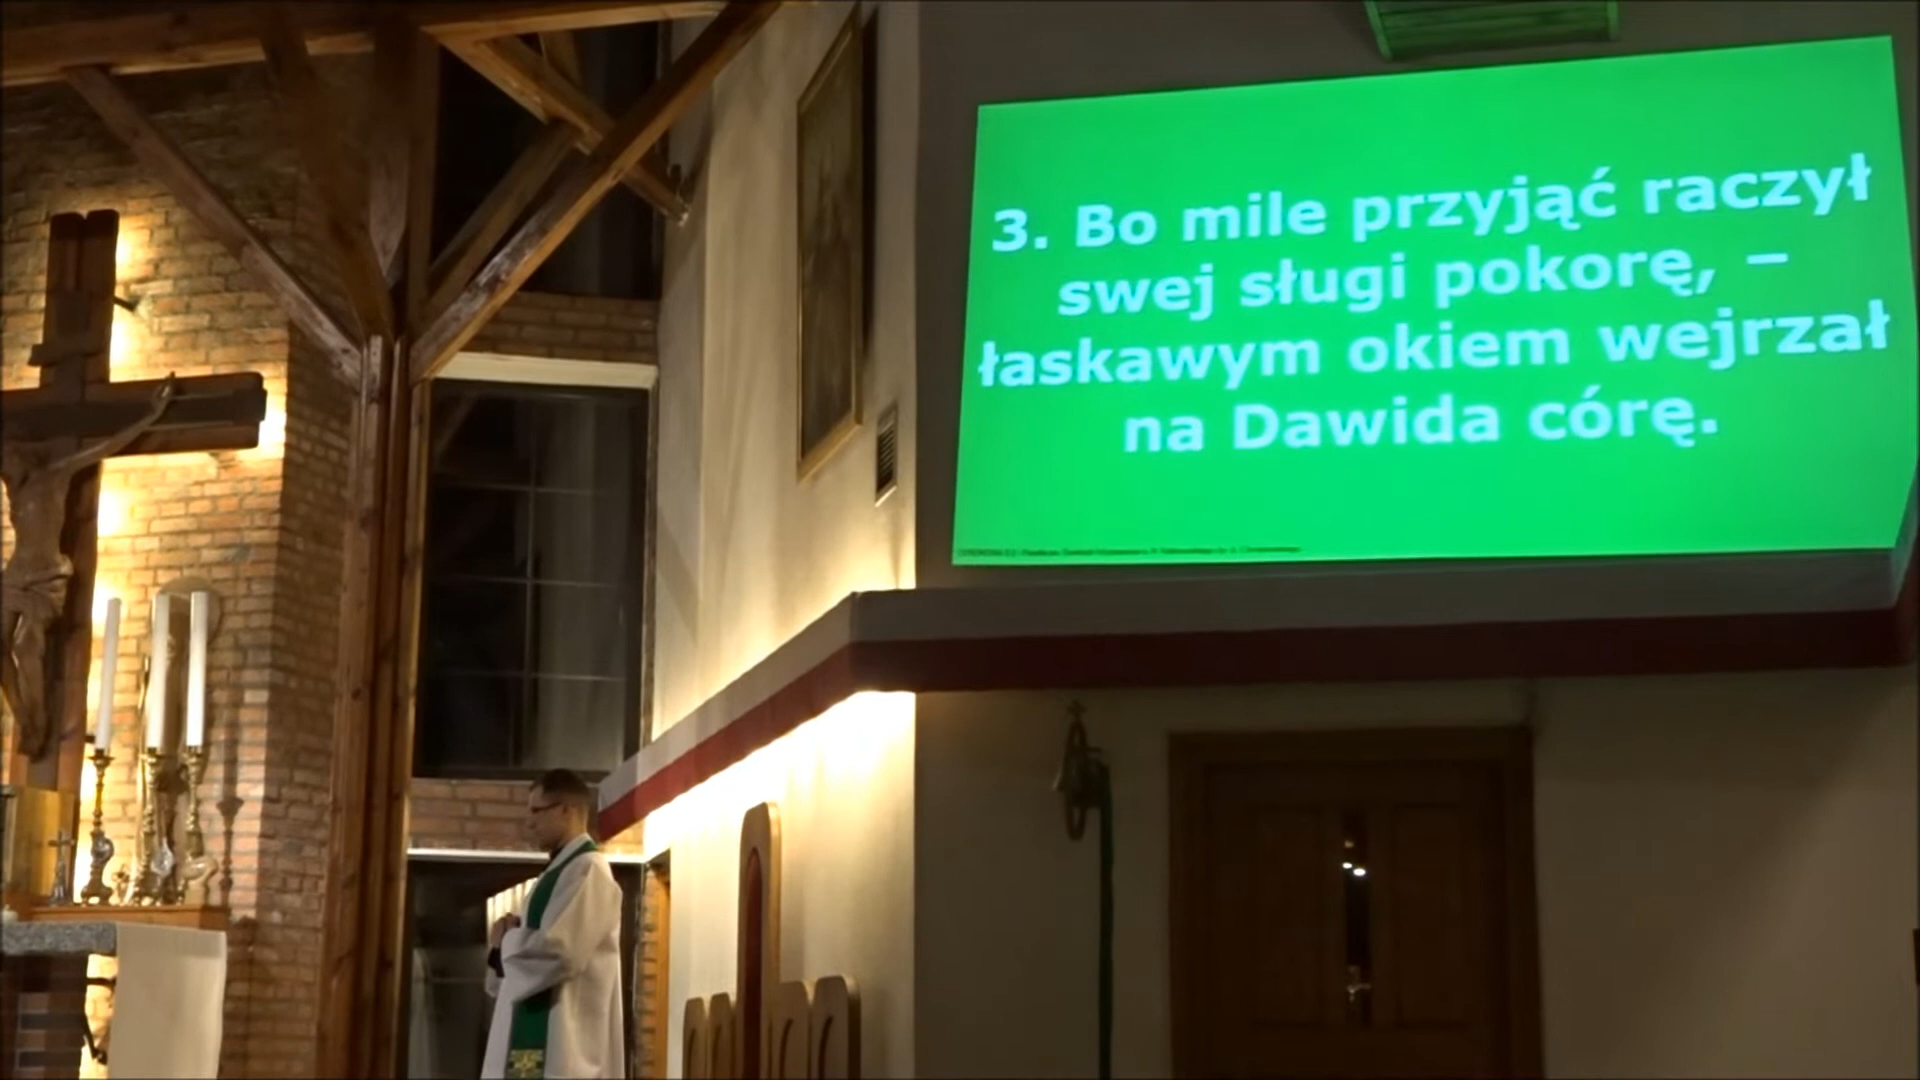 3. Bo mile przyjąć raczył
swej sługi pokorę, –
łaskawym okiem wejrzał
na Dawida córę.